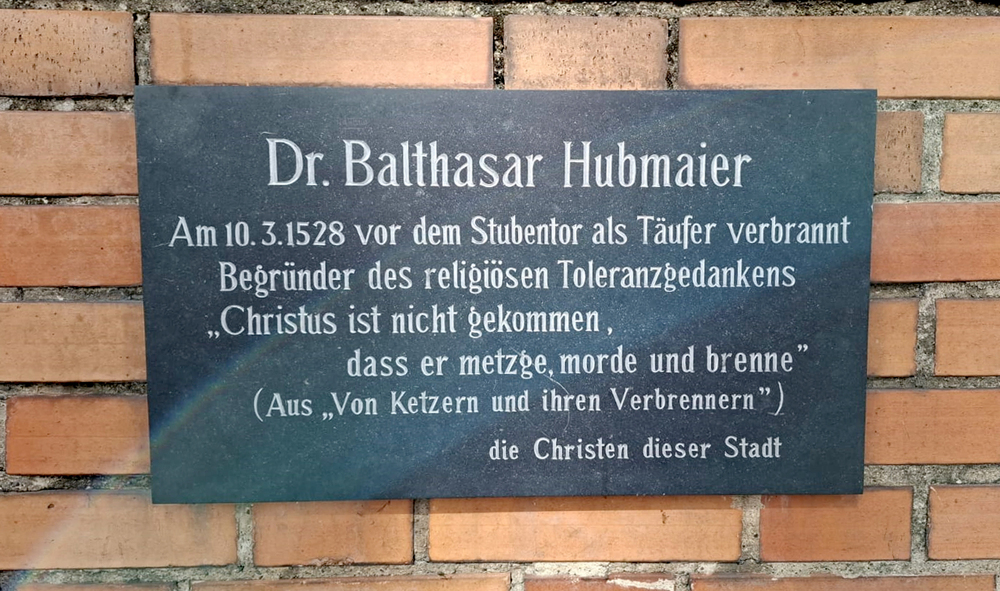 Dr. Balthasar Hubmaier
Am 10.3.1528 vor dem Stubentor als Täufer verbrannt
Begründer des religiösen Toleranzgedankens
„Christus ist nicht gekommen,
dass er metzge, morde und brenne”
(Aus „Von Ketzern und ihren Verbrennern”)
die Christen dieser Stadt